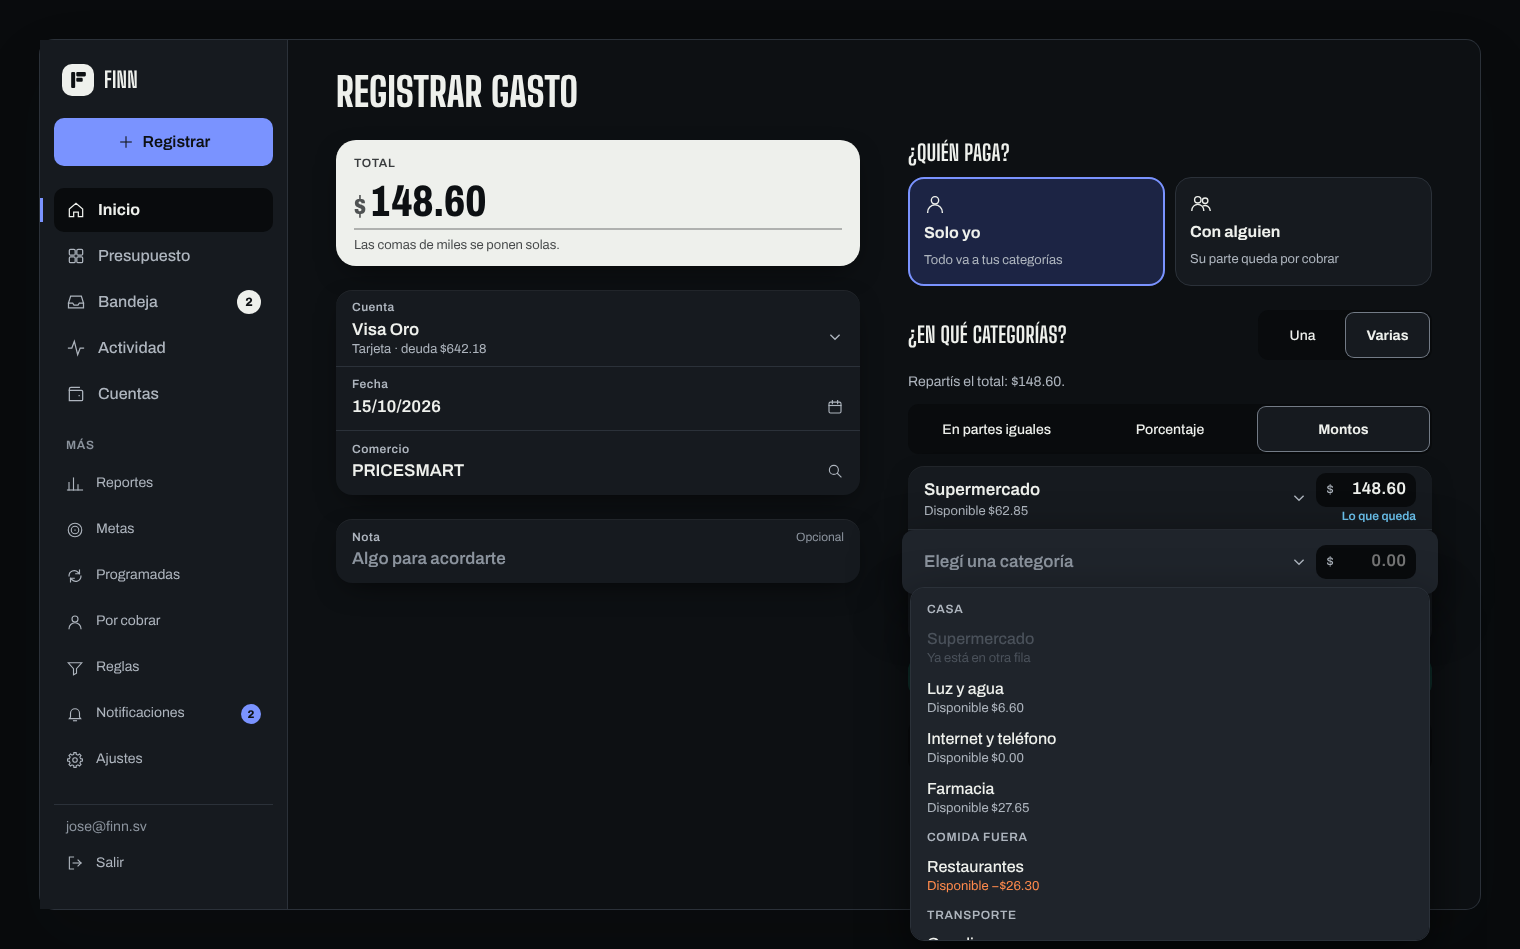 FINN
Registrar
Inicio
Presupuesto
Bandeja 2
Actividad
Cuentas
MÁS
Reportes
Metas
Programadas
Por cobrar
Reglas
Notificaciones 2
Ajustes
jose@finn.sv
Salir
REGISTRAR GASTO
TOTAL
$148.60
Las comas de miles se ponen solas.
Cuenta
Visa Oro
Tarjeta · deuda $642.18
Fecha
15/10/2026
Comercio
PRICESMART
Nota Opcional
Algo para acordarte
¿QUIÉN PAGA?
Solo yo
Todo va a tus categorías
Con alguien
Su parte queda por cobrar
¿EN QUÉ CATEGORÍAS?
Una Varias
Repartís el total: $148.60.
En partes iguales Porcentaje Montos
Supermercado
Disponible $62.85
$ 148.60
Lo que queda
Elegí una categoría
$ 0.00
CASA
Supermercado
Ya está en otra fila
Luz y agua
Disponible $6.60
Internet y teléfono
Disponible $0.00
Farmacia
Disponible $27.65
COMIDA FUERA
Restaurantes
Disponible −$26.30
TRANSPORTE